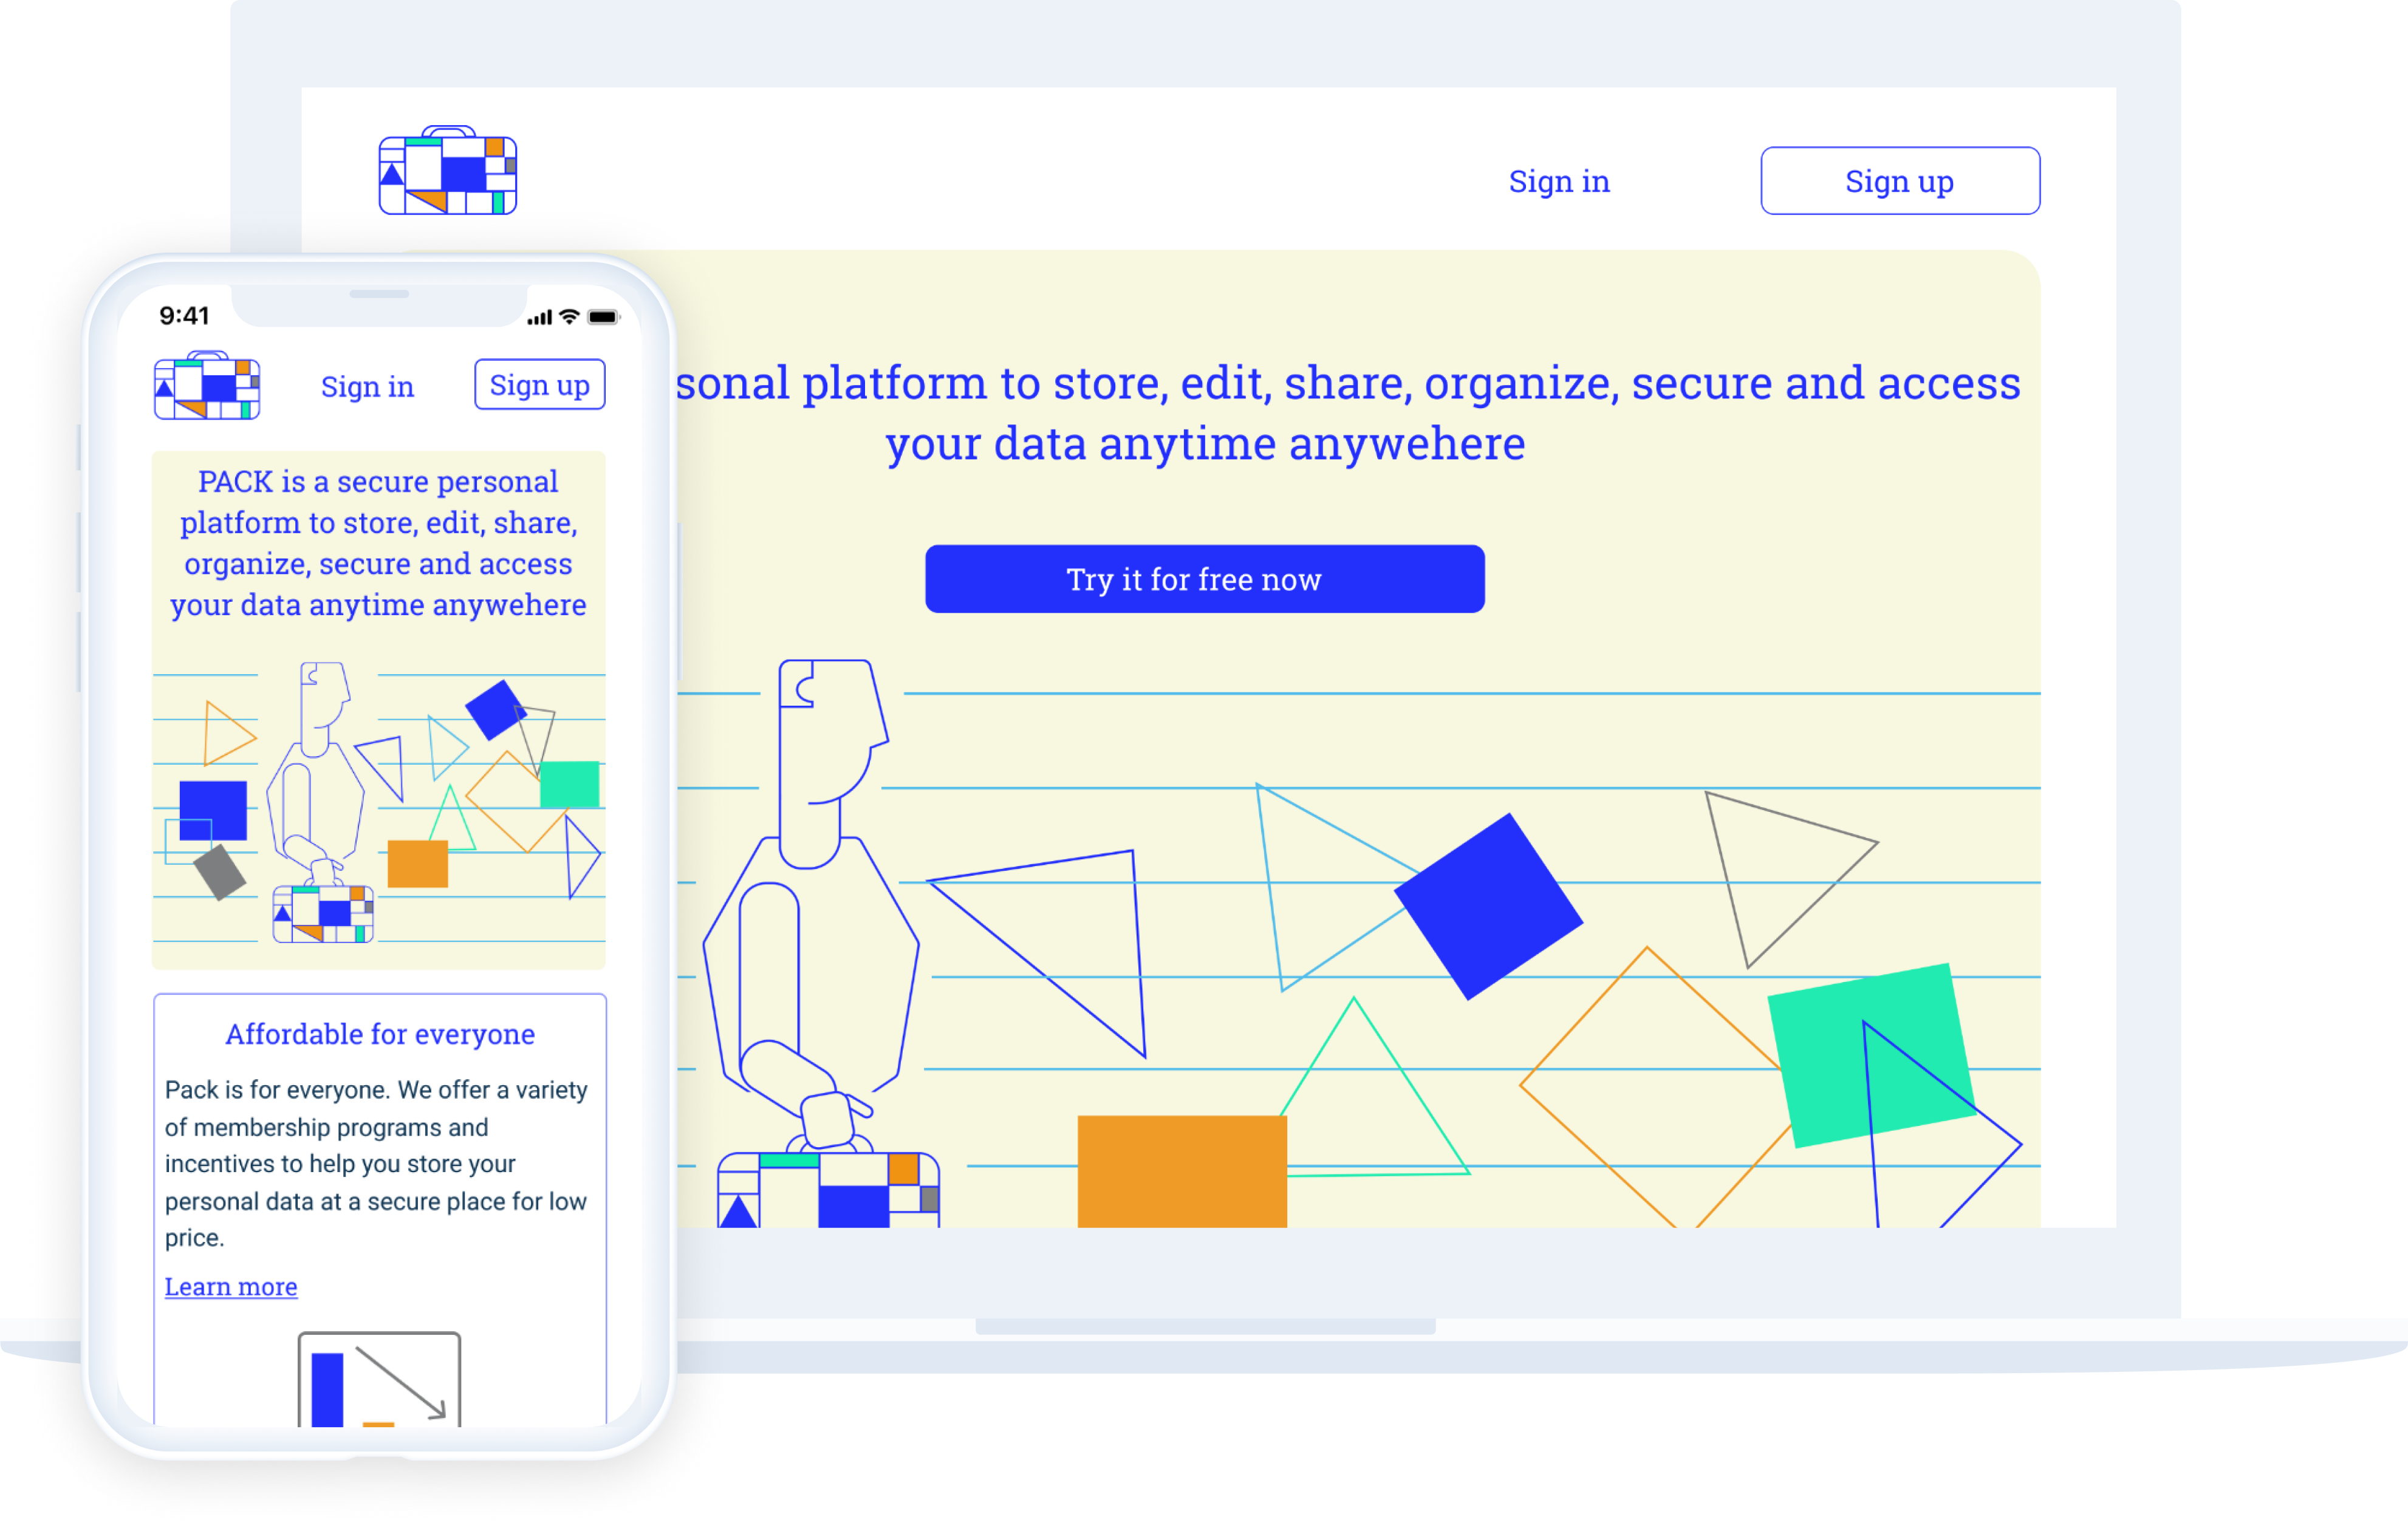 Sign in
Sign up
sonal platform to store, edit, share, organize, secure and access
your data anytime anywehere
Try it for free now
9:41
Sign in
Sign up
PACK is a secure personal
platform to store, edit, share,
organize, secure and access
your data anytime anywehere
Affordable for everyone
Pack is for everyone. We offer a variety
of membership programs and
incentives to help you store your
personal data at a secure place for low
price.
Learn more